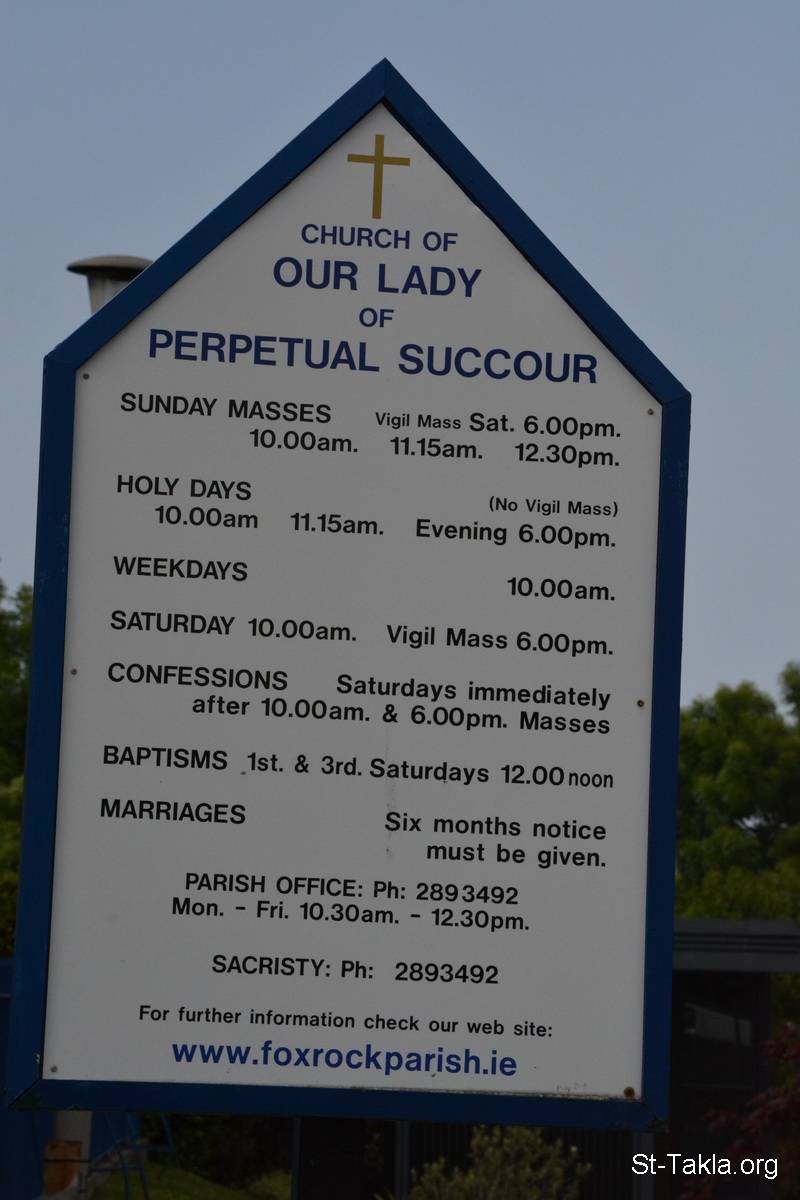 CHURCH OF
OUR LADY
OF
PERPETUAL SUCCOUR
SUNDAY MASSES Vigil Mass Sat. 6.00pm.
10.00am. 11.15am. 12.30pm.
HOLY DAYS (No Vigil Mass)
10.00am 11.15am. Evening 6.00pm.
WEEKDAYS 10.00am.
SATURDAY 10.00am. Vigil Mass 6.00pm.
CONFESSIONS Saturdays immediately
after 10.00am. & 6.00pm. Masses
BAPTISMS 1st. & 3rd. Saturdays 12.00 noon
MARRIAGES Six months notice
must be given.
PARISH OFFICE: Ph: 2893492
Mon. - Fri. 10.30am. - 12.30pm.
SACRISTY: Ph: 2893492
For further information check our web site:
www.foxrockparish.ie
St-Takla.org